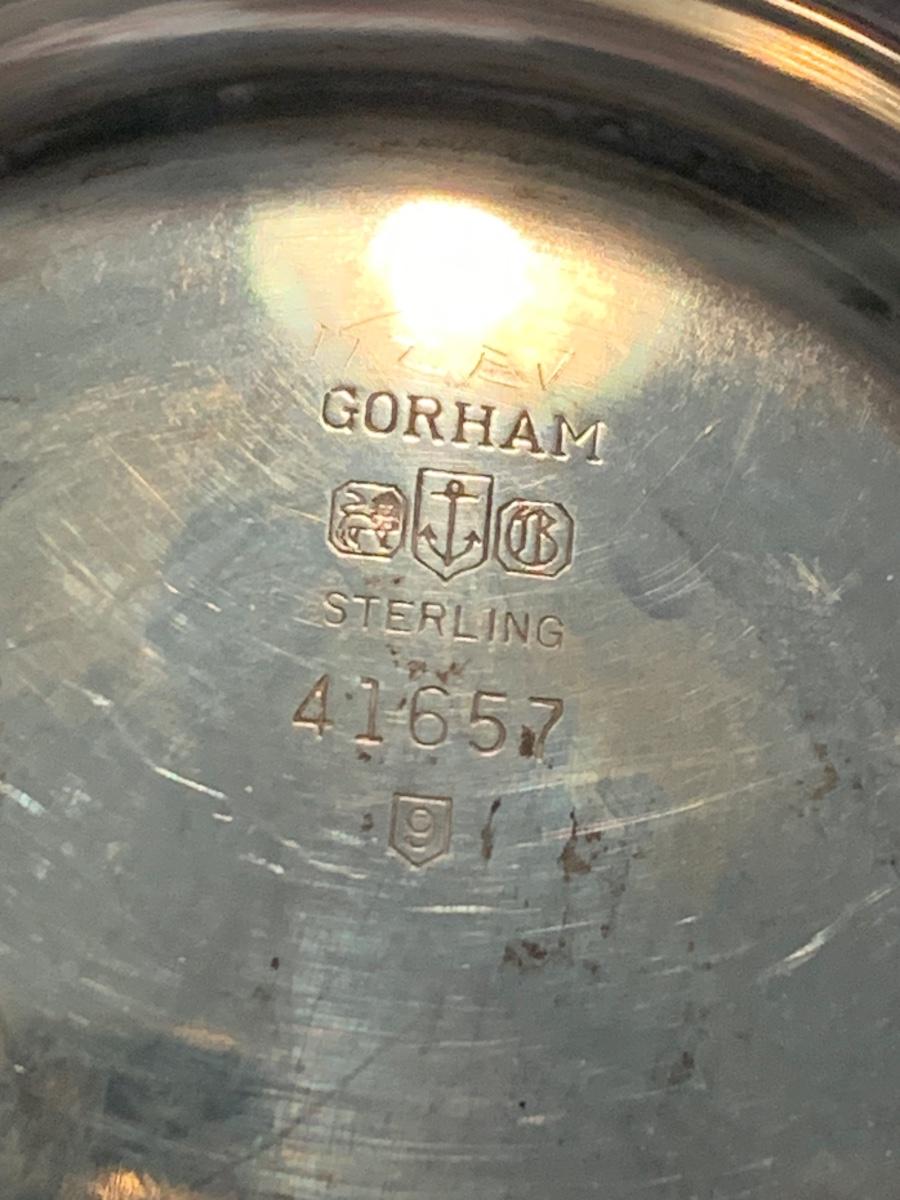 GORHAM
G
STERLING
41657
9